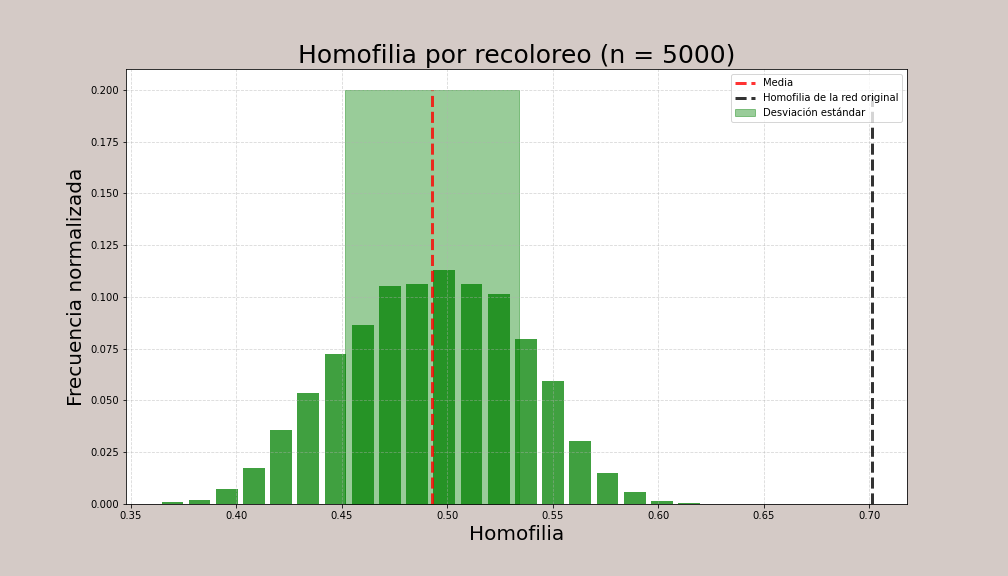 Homofilia por recoloreo (n = 5000)
Media
Homofilia de la red original
Desviación estándar
Frecuencia normalizada
0.200
0.175
0.150
0.125
0.100
0.075
0.050
0.025
0.000
0.35 0.40 0.45 0.50 0.55 0.60 0.65 0.70
Homofilia